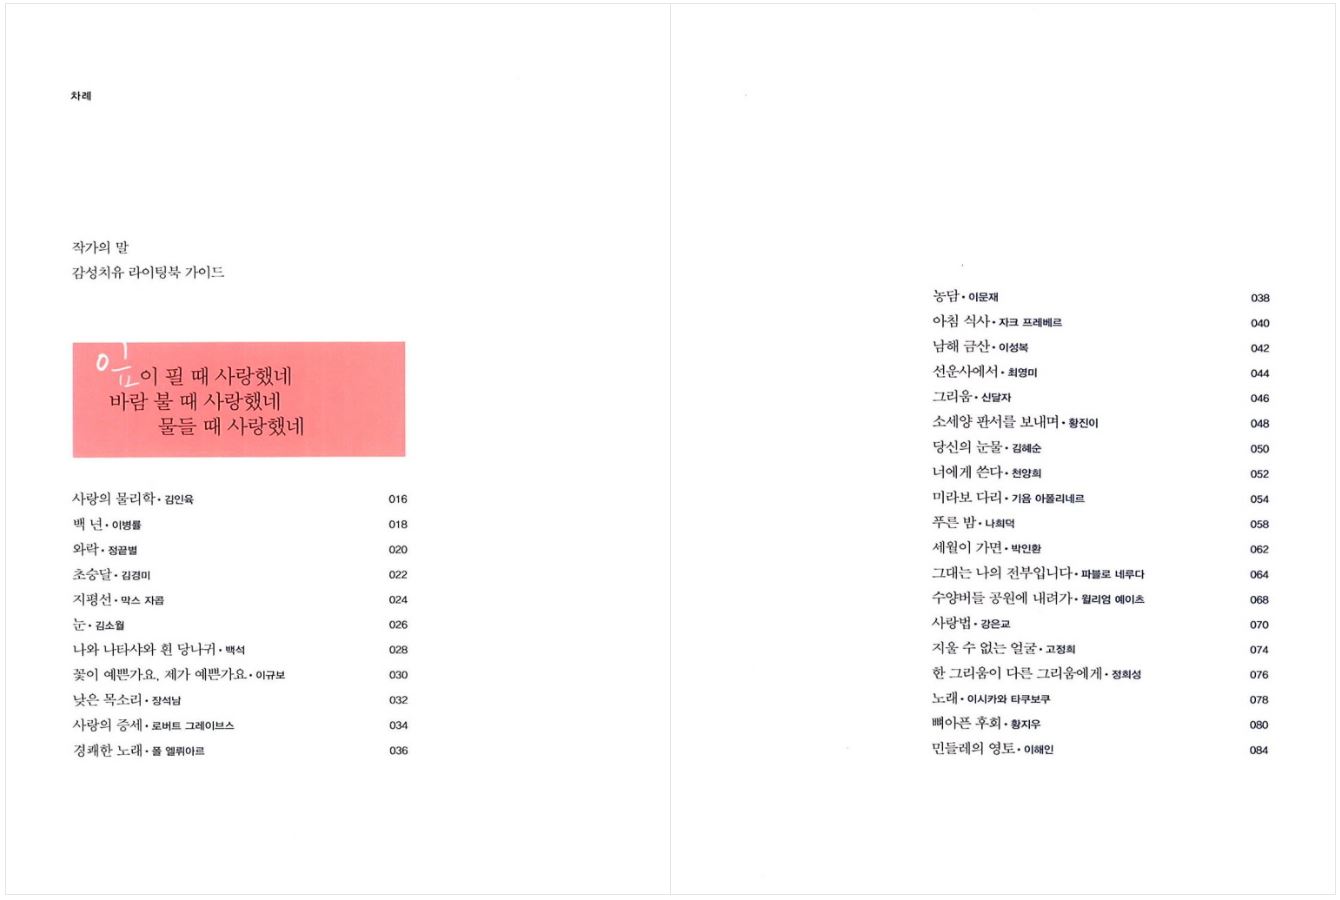 차례
작가의 말
감성치유 라이팅북 가이드
잎이 필 때 사랑했네
바람 불 때 사랑했네
물들 때 사랑했네
사랑의 물리학 • 김인육 016
백 년 • 이병률 018
와락 • 정끝별 020
초승달 • 김경미 022
지평선 • 막스 자콥 024
눈 • 김소월 026
나와 나타샤와 흰 당나귀 • 백석 028
꽃이 예쁜가요, 제가 예쁜가요 • 이규보 030
낮은 목소리 • 장석남 032
사랑의 증세 • 로버트 그레이브스 034
경쾌한 노래 • 폴 엘뤼아르 036
농담 • 이문재 038
아침 식사 • 자크 프레베르 040
남해 금산 • 이성복 042
선운사에서 • 최영미 044
그리움 • 신달자 046
소세양 판서를 보내며 • 황진이 048
당신의 눈물 • 김혜순 050
너에게 쓴다 • 천양희 052
미라보 다리 • 기욤 아폴리네르 054
푸른 밤 • 나희덕 058
세월이 가면 • 박인환 062
그대는 나의 전부입니다 • 파블로 네루다 064
수양버들 공원에 내려가 • 윌리엄 예이츠 068
사랑법 • 강은교 070
지울 수 없는 얼굴 • 고정희 074
한 그리움이 다른 그리움에게 • 정희성 076
노래 • 이시카와 타쿠보쿠 078
뼈아픈 후회 • 황지우 080
민들레의 영토 • 이해인 084